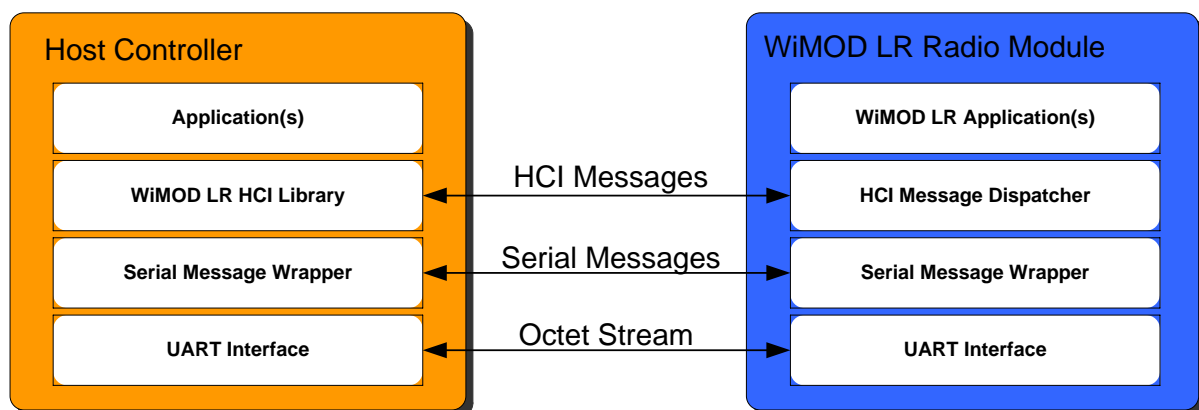 Host Controller
Application(s)
WiMOD LR HCI Library
Serial Message Wrapper
UART Interface
HCI Messages
Serial Messages
Octet Stream
WiMOD LR Radio Module
WiMOD LR Application(s)
HCI Message Dispatcher
Serial Message Wrapper
UART Interface